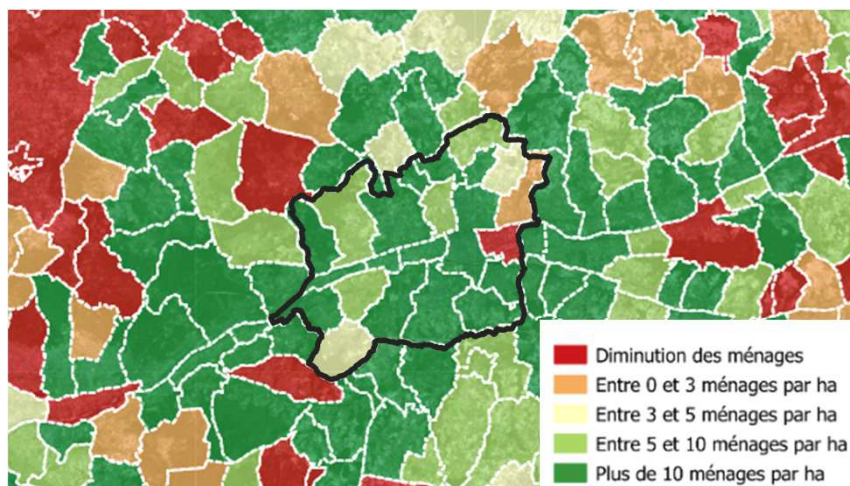 Diminution des ménages
Entre 0 et 3 ménages par ha
Entre 3 et 5 ménages par ha
Entre 5 et 10 ménages par ha
Plus de 10 ménages par ha